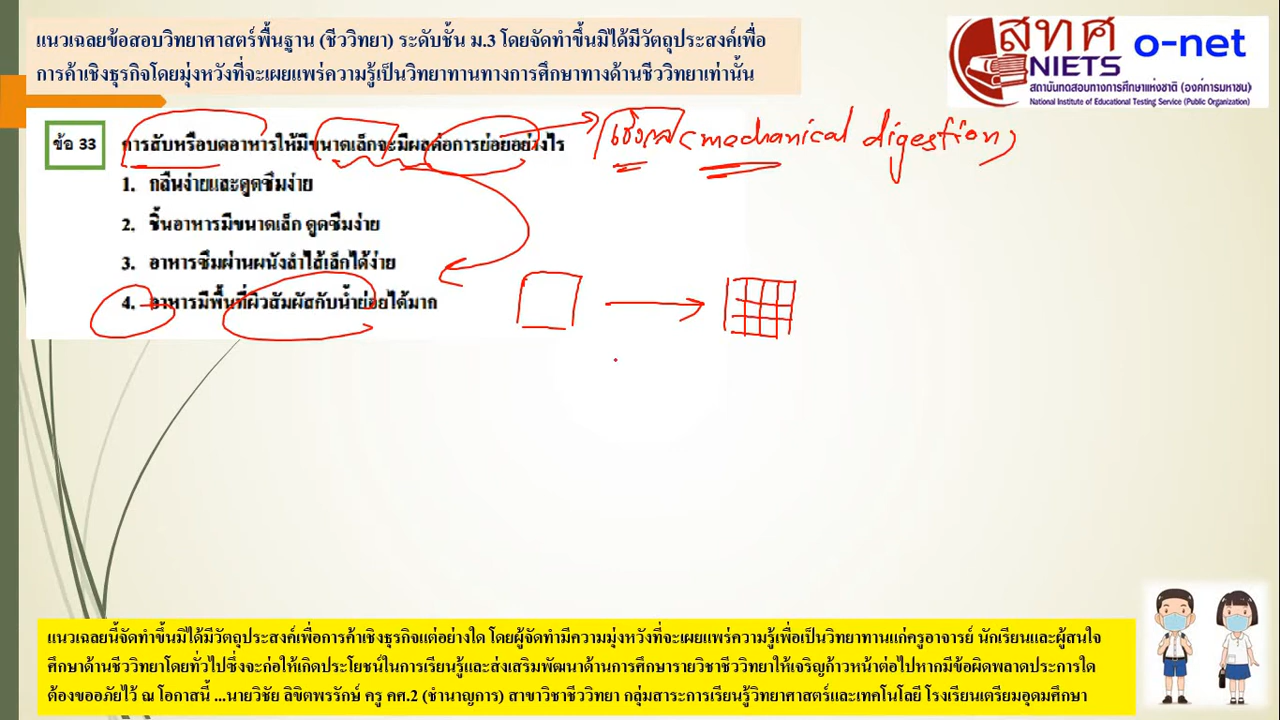 แนวเฉลยข้อสอบวิทยาศาสตร์พื้นฐาน (ชีววิทยา) ระดับชั้น ม.3 โดยจัดทำขึ้นมิได้มีวัตถุประสงค์เพื่อ
การค้าเชิงธุรกิจโดยมุ่งหวังที่จะเผยแพร่ความรู้เป็นวิทยาทานทางการศึกษาทางด้านชีววิทยาเท่านั้น
สทศ
NIETS
o-net
สถาบันทดสอบทางการศึกษาแห่งชาติ (องค์การมหาชน)
National Institute of Educational Testing Service (Public Organization)
ข้อ 33
การสับหรือบดอาหารให้มีขนาดเล็กจะมีผลต่อการย่อยอย่างไร
เชิงกล (mechanical digestion)
1. กลืนง่ายและดูดซึมง่าย
2. ชิ้นอาหารมีขนาดเล็ก ดูดซึมง่าย
3. อาหารซึมผ่านผนังลำไส้เล็กได้ง่าย
4. อาหารมีพื้นที่ผิวสัมผัสกับน้ำย่อยได้มาก
แนวเฉลยนี้จัดทำขึ้นมิได้มีวัตถุประสงค์เพื่อการค้าเชิงธุรกิจแต่อย่างใด โดยผู้จัดทำมีความมุ่งหวังที่จะเผยแพร่ความรู้เพื่อเป็นวิทยาทานแก่ครูอาจารย์ นักเรียนและผู้สนใจ
ศึกษาด้านชีววิทยาโดยทั่วไปซึ่งจะก่อให้เกิดประโยชน์ในการเรียนรู้และส่งเสริมพัฒนาด้านการศึกษารายวิชาชีววิทยาให้เจริญก้าวหน้าต่อไปหากมีข้อผิดพลาดประการใด
ต้องขออภัยไว้ ณ โอกาสนี้ ...นายวิชัย ลิขิตพรรักษ์ ครู คศ.2 (ชำนาญการ) สาขาวิชาชีววิทยา กลุ่มสาระการเรียนรู้วิทยาศาสตร์และเทคโนโลยี โรงเรียนเตรียมอุดมศึกษา